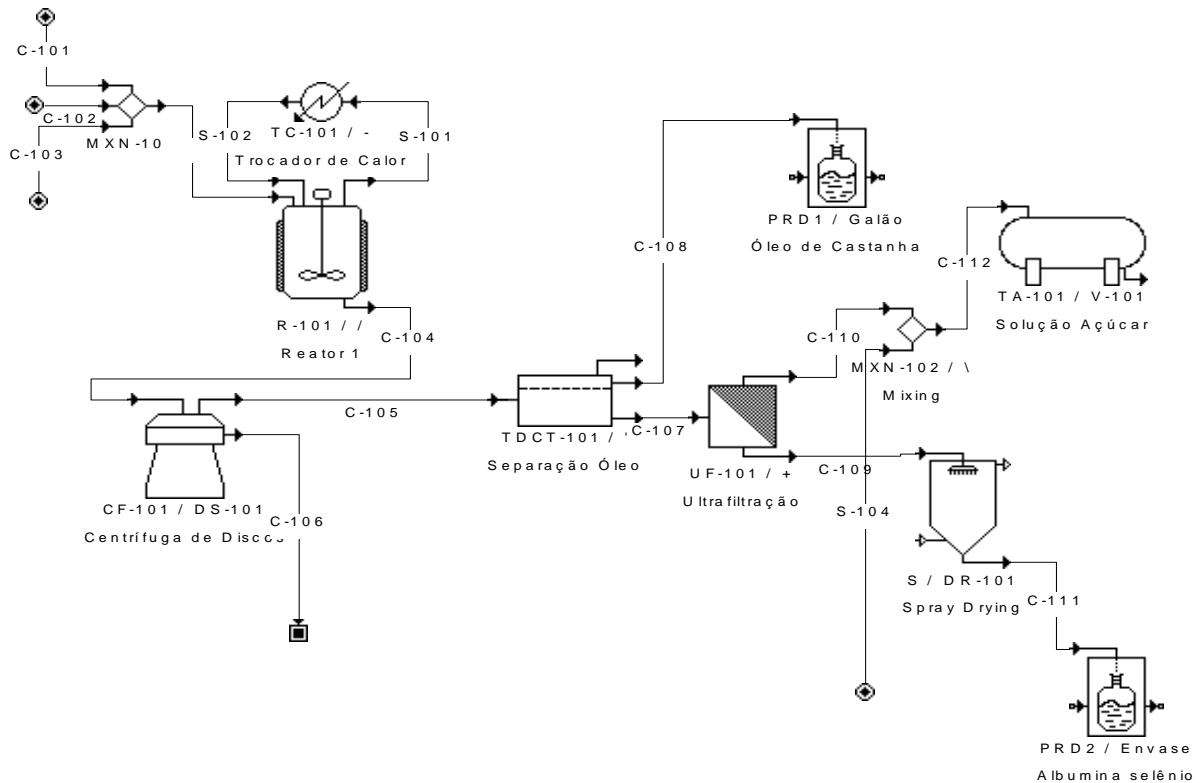 C-101
C-102
C-103
MXN-10
S-102
TC-101 / -
S-101
Trocador de Calor
R-101 / /
Reator 1
C-104
C-105
CF-101 / DS-101
Centrífuga de Discos
C-106
TDCT-101 /
Separação Óleo
C-107
C-108
PRD1 / Galão
Óleo de Castanha
UF-101 / +
Ultrafiltração
C-109
C-110
MXN-102 / \
Mixing
S-104
C-112
TA-101 / V-101
Solução Açúcar
S / DR-101
Spray Drying
C-111
PRD2 / Envase
Albumina selênio